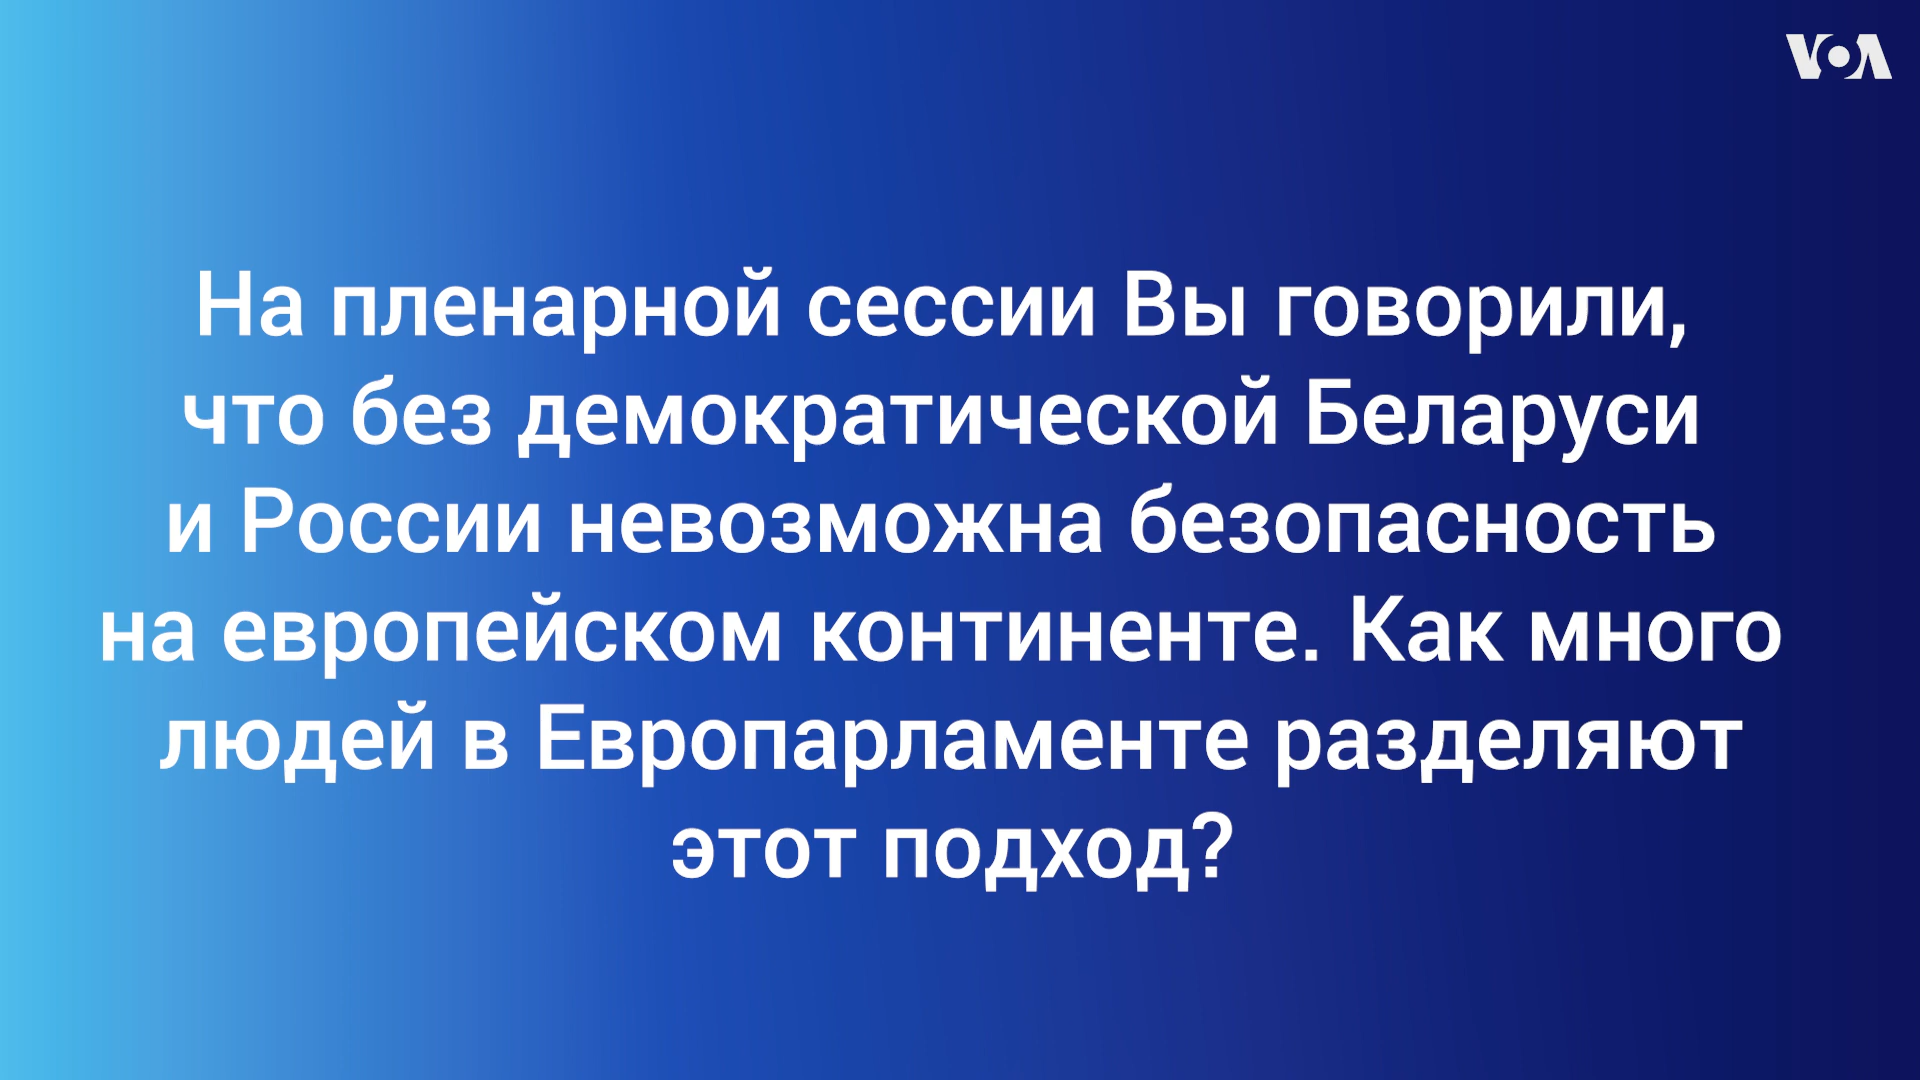 VOA
На пленарной сессии Вы говорили,
что без демократической Беларуси
и России невозможна безопасность
на европейском континенте. Как много
людей в Европарламенте разделяют
этот подход?